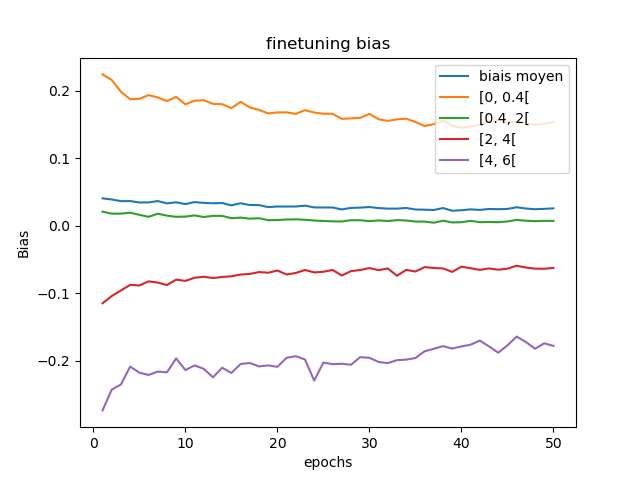 finetuning bias
biais moyen
[0, 0.4[
[0.4, 2[
[2, 4[
[4, 6[
Bias
0.2
0.1
0.0
−0.1
−0.2
0 10 20 30 40 50
epochs